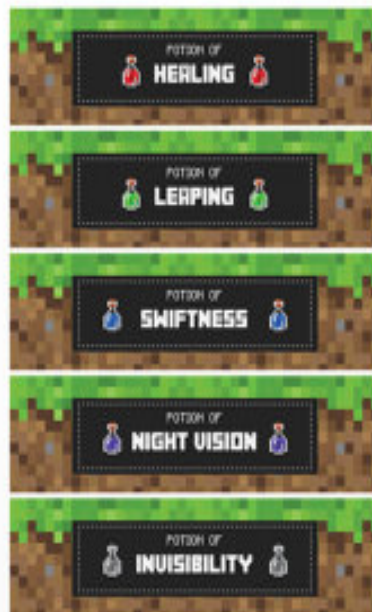 POTION OF
HEALING
POTION OF
LEAPING
POTION OF
SWIFTNESS
POTION OF
NIGHT VISION
POTION OF
INVISIBILITY